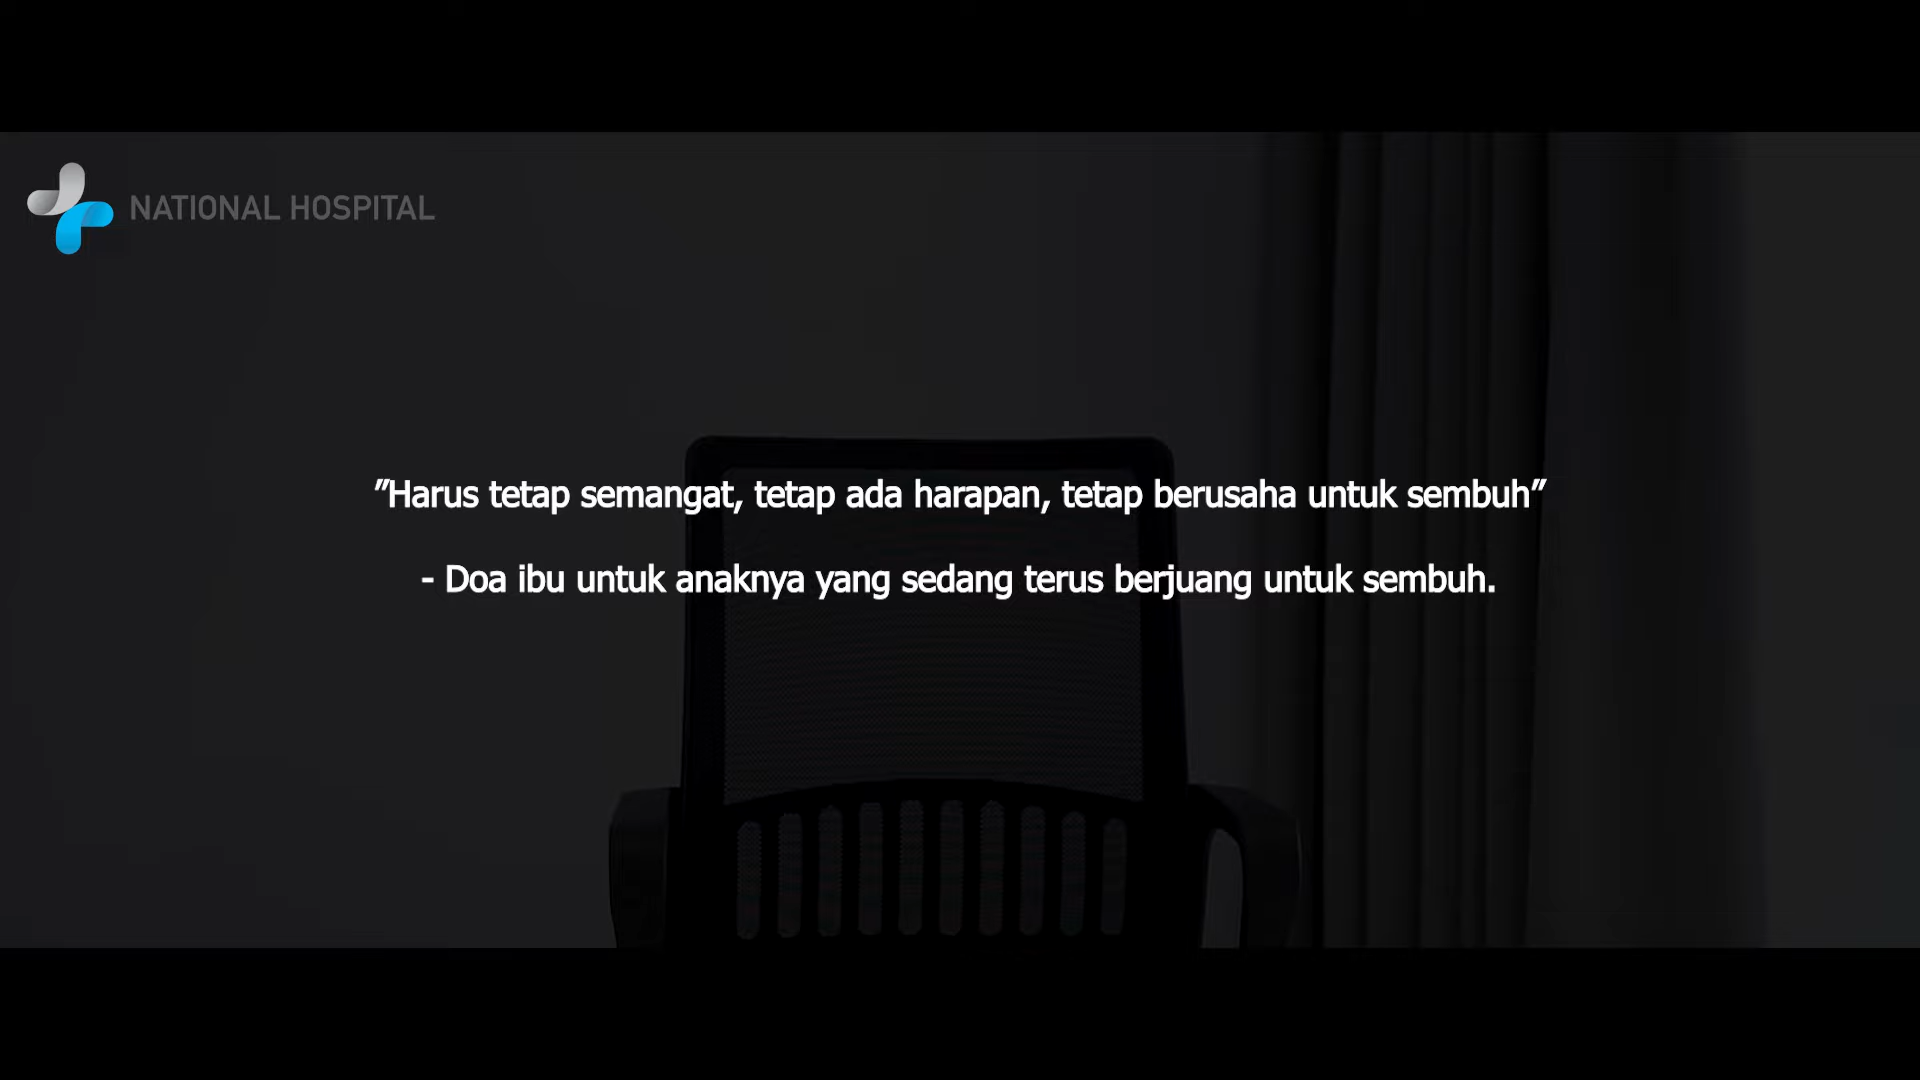 NATIONAL HOSPITAL
"Harus tetap semangat, tetap ada harapan, tetap berusaha untuk sembuh"
- Doa ibu untuk anaknya yang sedang terus berjuang untuk sembuh.